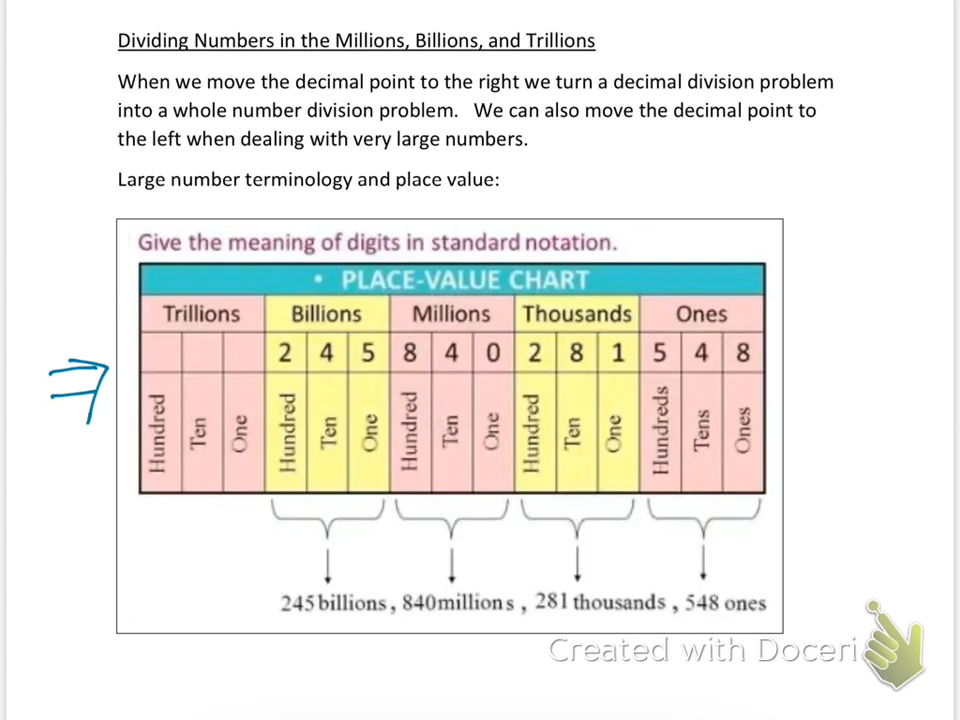 Dividing Numbers in the Millions, Billions, and Trillions
When we move the decimal point to the right we turn a decimal division problem
into a whole number division problem. We can also move the decimal point to
the left when dealing with very large numbers.
Large number terminology and place value:
Give the meaning of digits in standard notation.
• PLACE-VALUE CHART
Trillions Billions Millions Thousands Ones
2 4 5 8 4 0 2 8 1 5 4 8
Hundred Ten One Hundred Ten One Hundred Ten One Hundred Ten One Hundreds Tens Ones
245 billions, 840 millions, 281 thousands, 548 ones
Created with Doceri